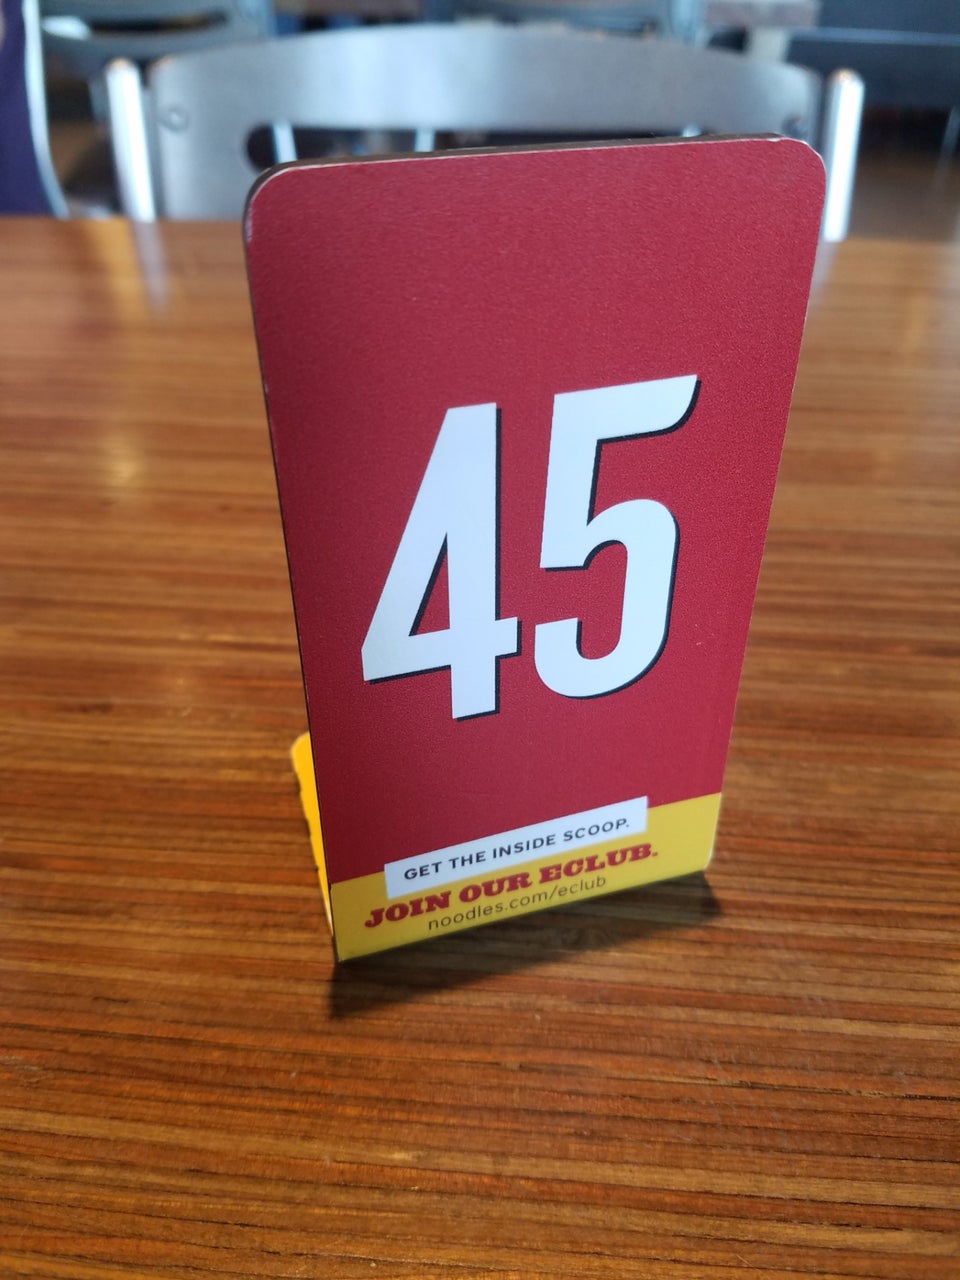 45
GET THE INSIDE SCOOP.
JOIN OUR ECLUB.
noodles.com/eclub